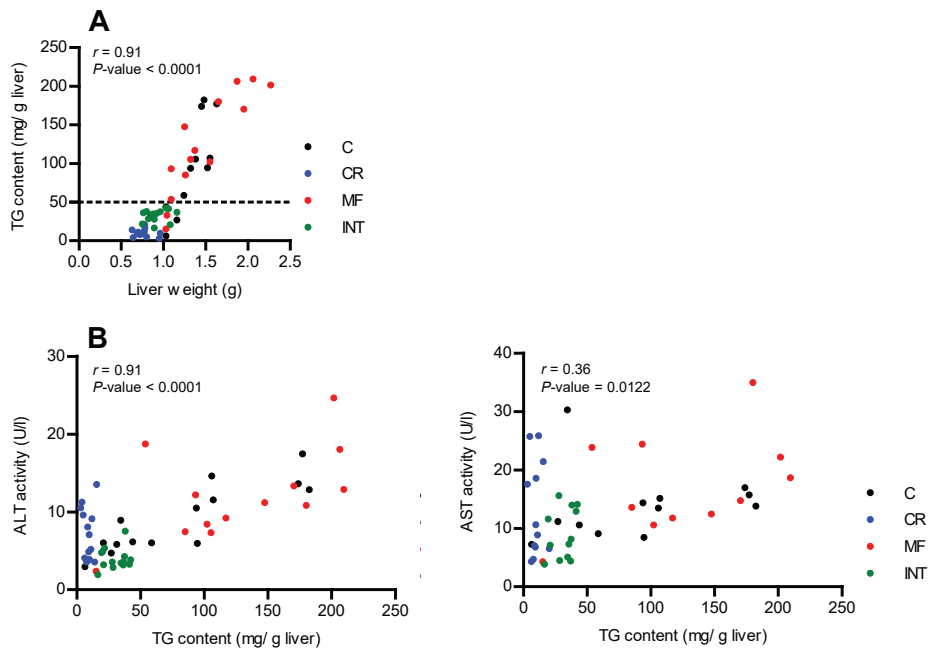 A
r = 0.91
P-value < 0.0001
TG content (mg/ g liver)
250
200
150
100
50
0
0.0 0.5 1.0 1.5 2.0 2.5
Liver weight (g)
C
CR
MF
INT
B
r = 0.91
P-value < 0.0001
ALT activity (U/l)
30
20
10
0
0 50 100 150 200 250
TG content (mg/ g liver)
r = 0.36
P-value = 0.0122
AST activity (U/l)
40
30
20
10
0
0 50 100 150 200 250
TG content (mg/ g liver)
C
CR
MF
INT